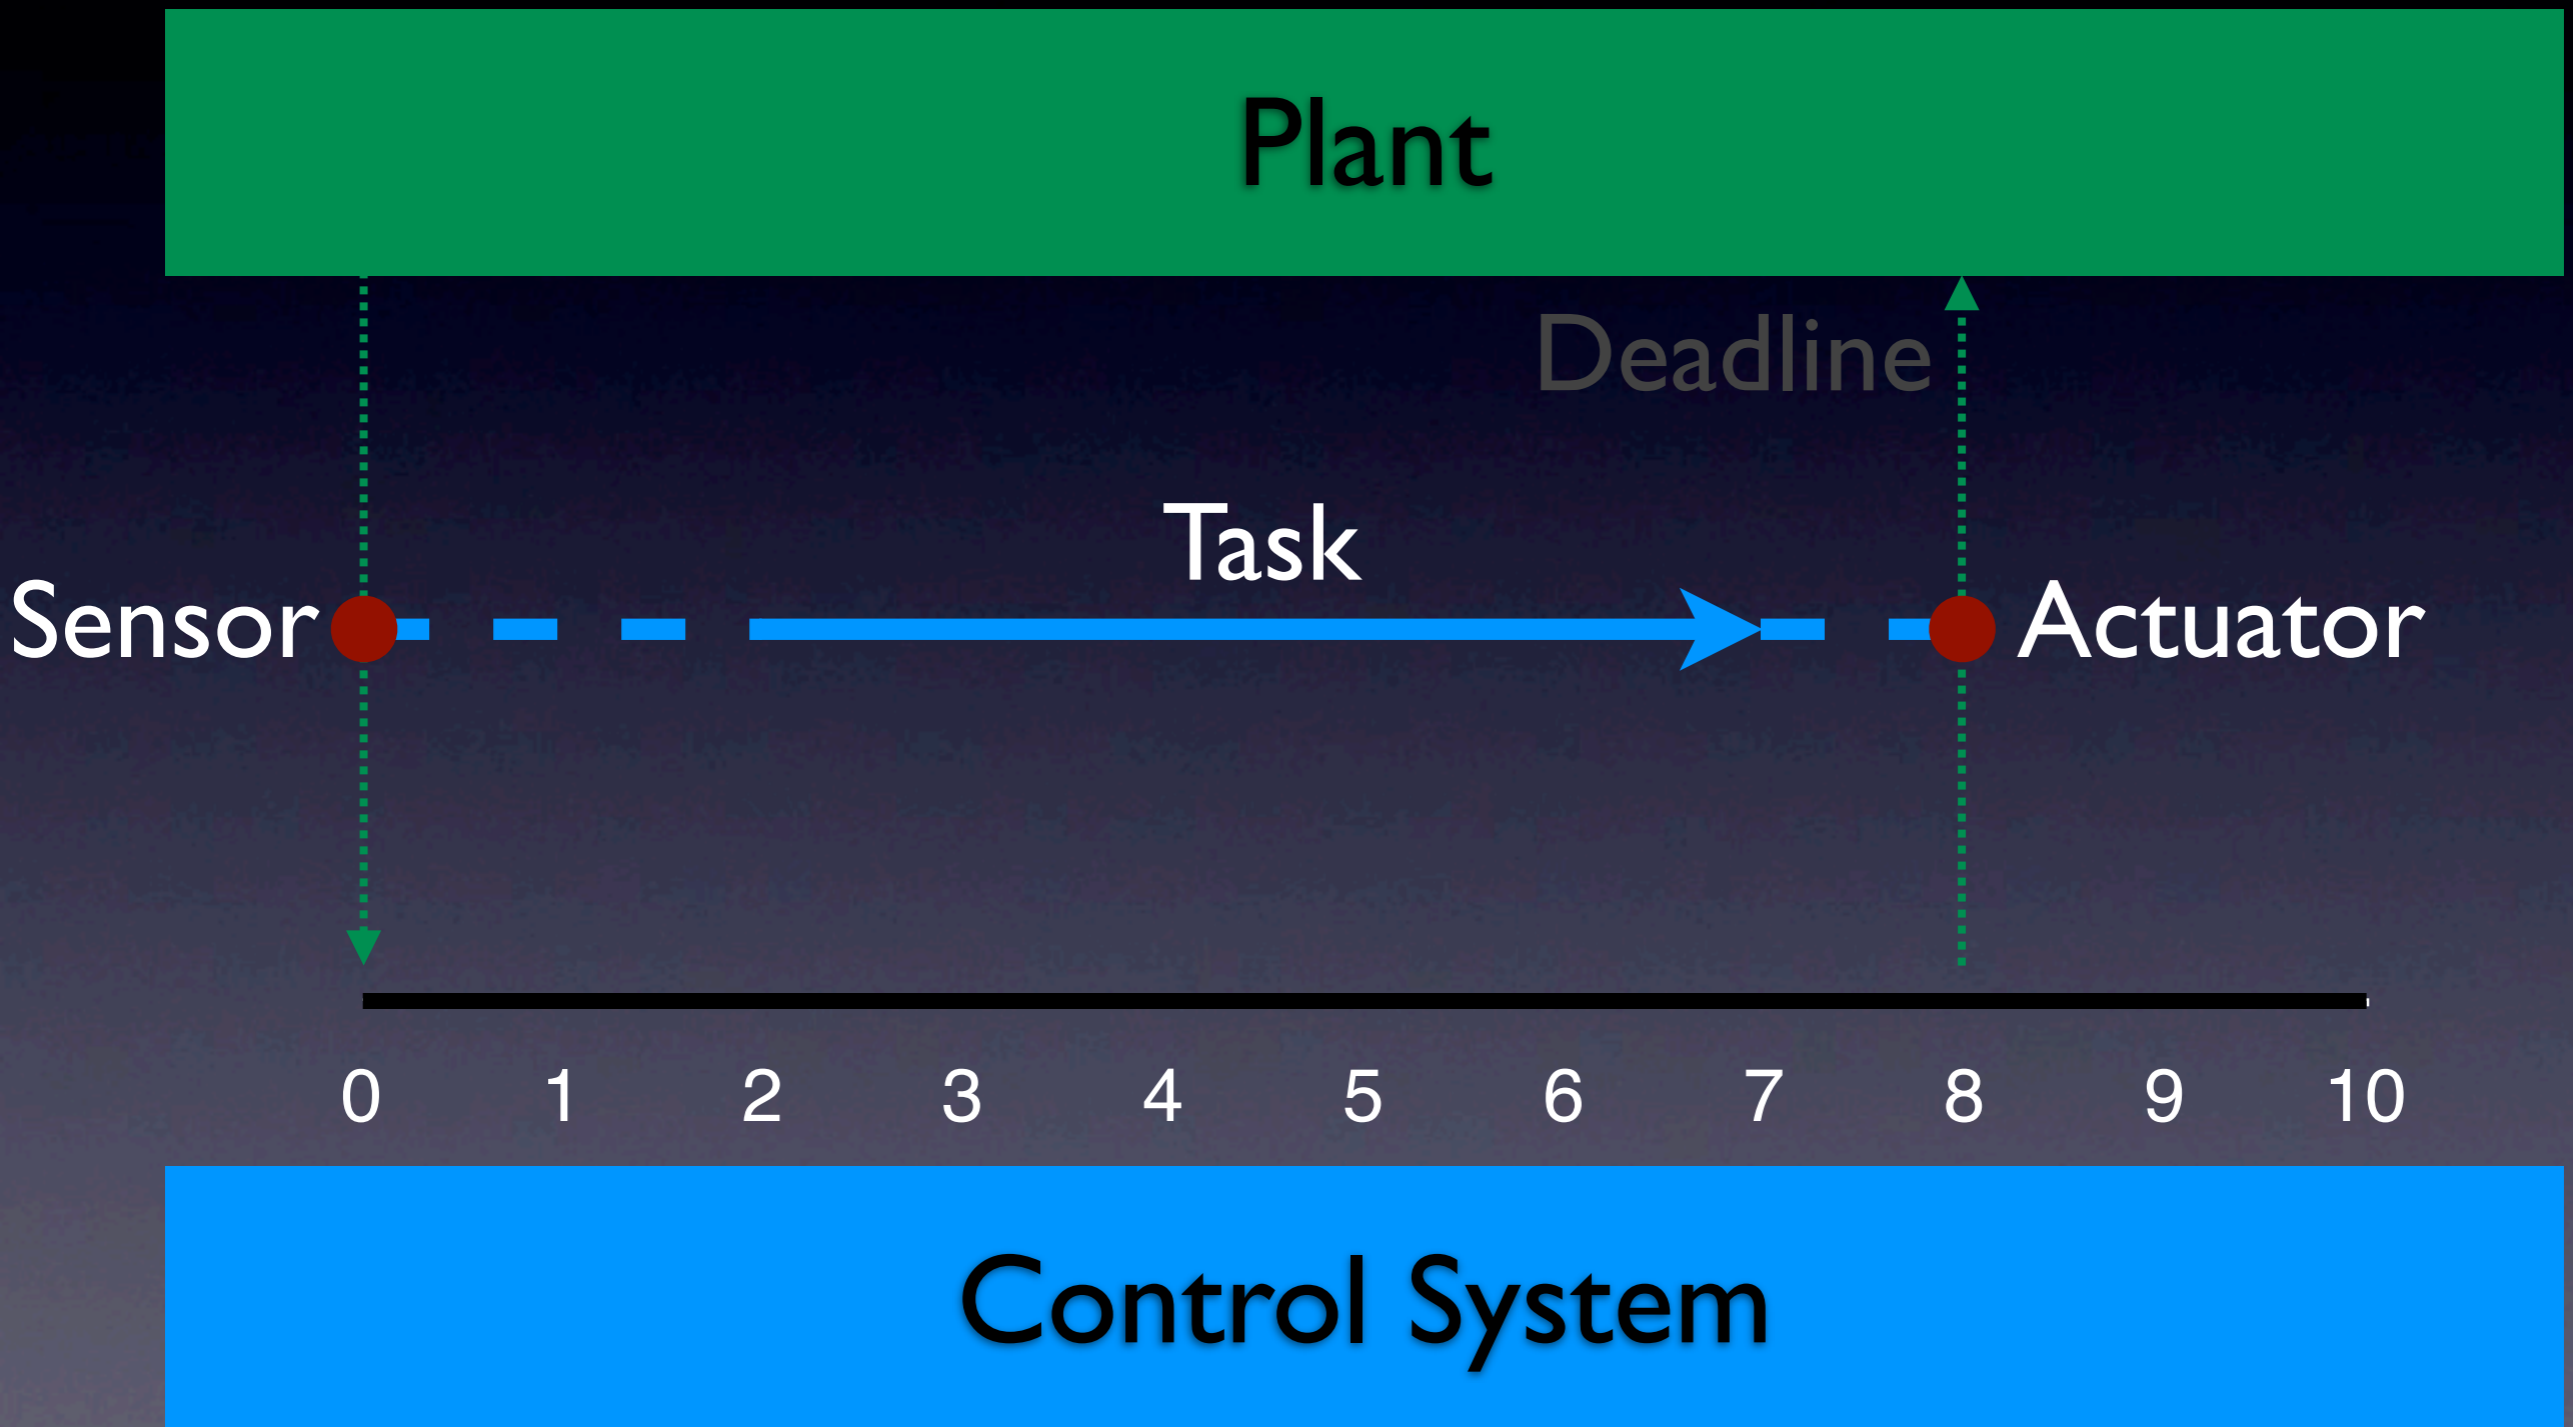 Plant
Deadline
Task
Sensor
Actuator
0 1 2 3 4 5 6 7 8 9 10
Control System